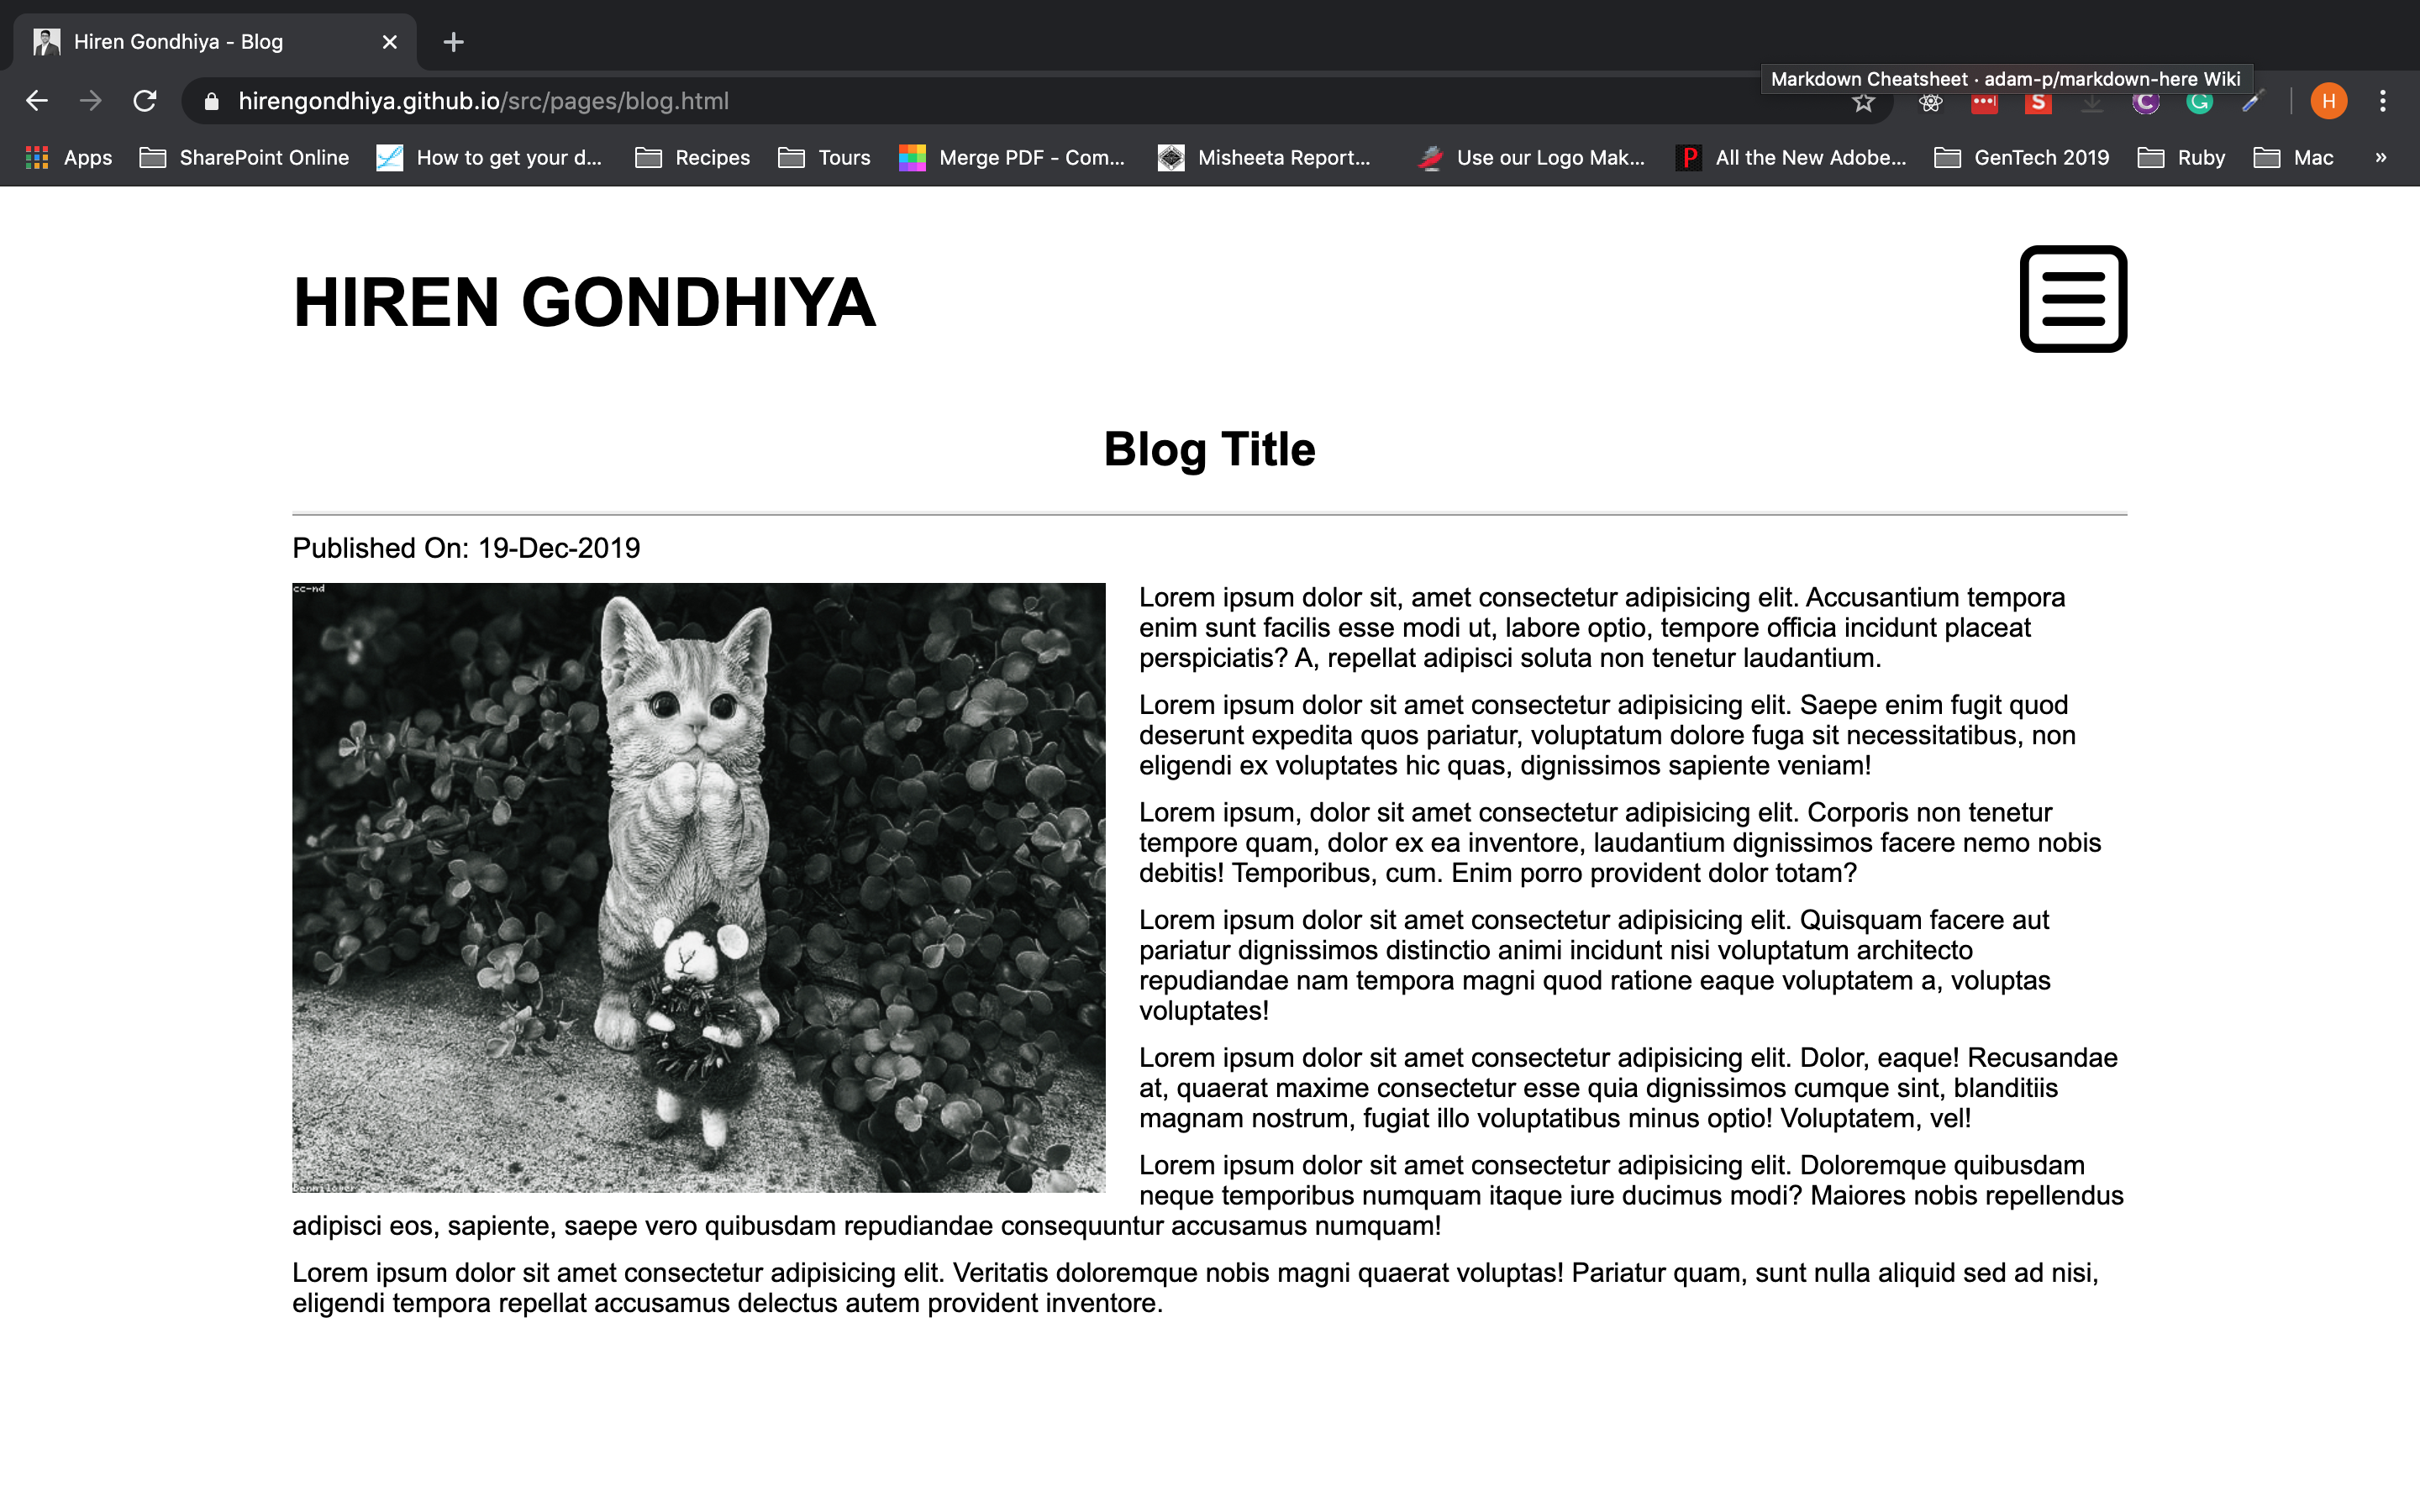 Hiren Gondhiya - Blog
Markdown Cheatsheet · adam-p/markdown-here Wiki
hirengondhiya.github.io/src/pages/blog.html
S C G H
Apps SharePoint Online How to get your d... Recipes Tours Merge PDF - Com... Misheeta Report... Use our Logo Mak... P All the New Adobe... GenTech 2019 Ruby Mac »
HIREN GONDHIYA
Blog Title
Published On: 19-Dec-2019
cc-nd
Lorem ipsum dolor sit, amet consectetur adipisicing elit. Accusantium tempora
enim sunt facilis esse modi ut, labore optio, tempore officia incidunt placeat
perspiciatis? A, repellat adipisci soluta non tenetur laudantium.
Lorem ipsum dolor sit amet consectetur adipisicing elit. Saepe enim fugit quod
deserunt expedita quos pariatur, voluptatum dolore fuga sit necessitatibus, non
eligendi ex voluptates hic quas, dignissimos sapiente veniam!
Lorem ipsum, dolor sit amet consectetur adipisicing elit. Corporis non tenetur
tempore quam, dolor ex ea inventore, laudantium dignissimos facere nemo nobis
debitis! Temporibus, cum. Enim porro provident dolor totam?
Lorem ipsum dolor sit amet consectetur adipisicing elit. Quisquam facere aut
pariatur dignissimos distinctio animi incidunt nisi voluptatum architecto
repudiandae nam tempora magni quod ratione eaque voluptatem a, voluptas
voluptates!
Lorem ipsum dolor sit amet consectetur adipisicing elit. Dolor, eaque! Recusandae
at, quaerat maxime consectetur esse quia dignissimos cumque sint, blanditiis
magnam nostrum, fugiat illo voluptatibus minus optio! Voluptatem, vel!
Lorem ipsum dolor sit amet consectetur adipisicing elit. Doloremque quibusdam
neque temporibus numquam itaque iure ducimus modi? Maiores nobis repellendus
adipisci eos, sapiente, saepe vero quibusdam repudiandae consequuntur accusamus numquam!
Lorem ipsum dolor sit amet consectetur adipisicing elit. Veritatis doloremque nobis magni quaerat voluptas! Pariatur quam, sunt nulla aliquid sed ad nisi,
eligendi tempora repellat accusamus delectus autem provident inventore.